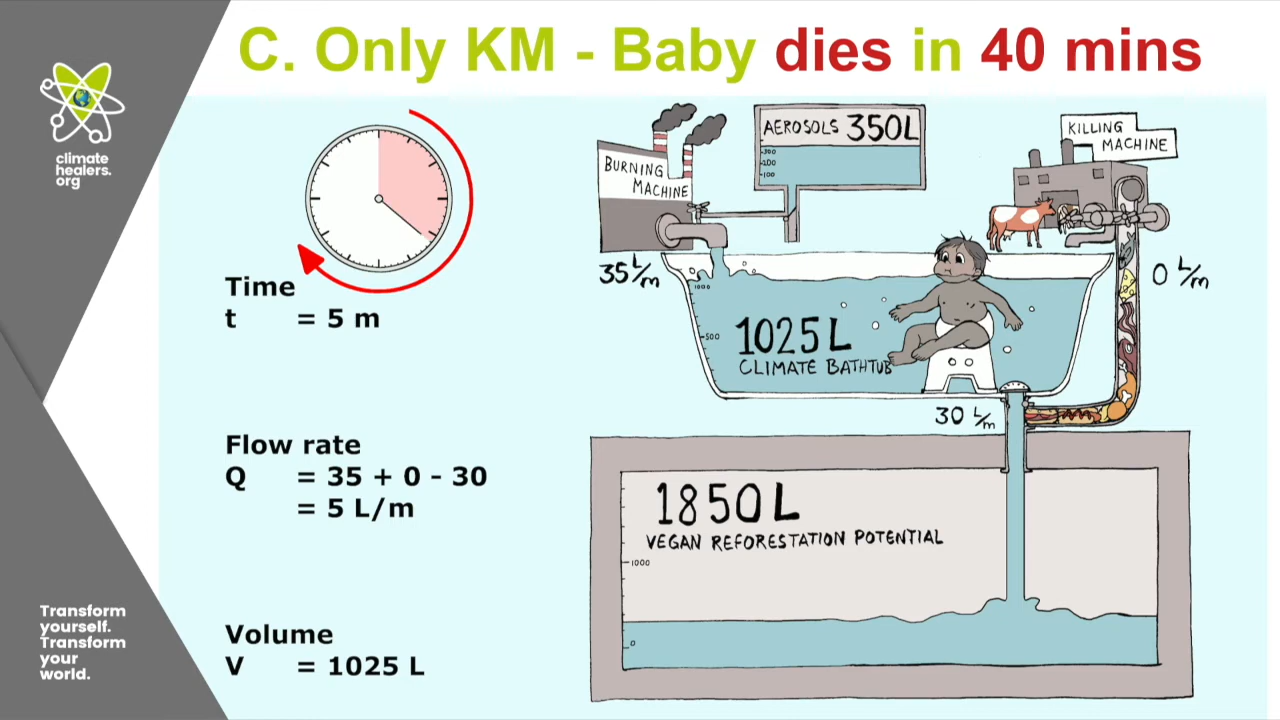 C. Only KM - Baby dies in 40 mins
climate
healers.
org
Time
t = 5 m
Flow rate
Q = 35 + 0 - 30
= 5 L/m
Volume
V = 1025 L
Transform
yourself.
Transform
your
world.
BURNING
MACHINE
AEROSOLS 350L
300
200
100
KILLING
MACHINE
35 L/m
0 L/m
1000
500
1025 L
CLIMATE BATHTUB
30 L/m
1850 L
VEGAN REFORESTATION POTENTIAL
1000
0